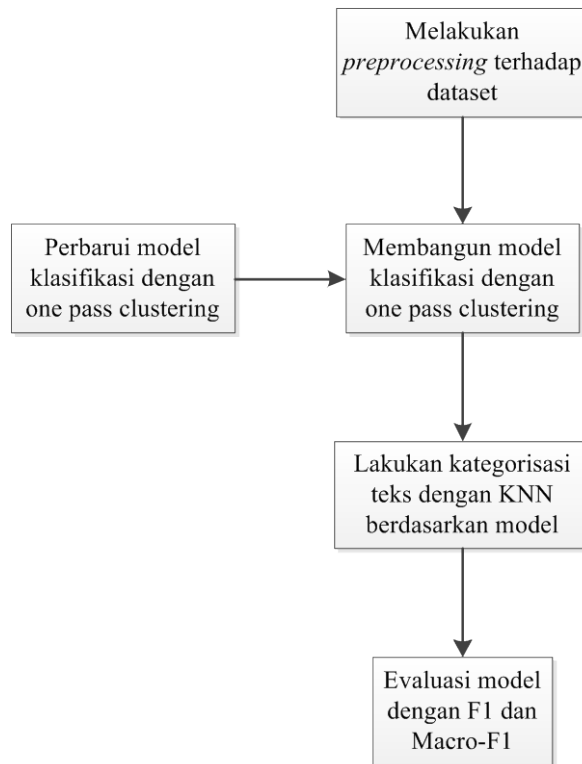 Melakukan
preprocessing terhadap
dataset
Perbarui model
klasifikasi dengan
one pass clustering
Membangun model
klasifikasi dengan
one pass clustering
Lakukan kategorisasi
teks dengan KNN
berdasarkan model
Evaluasi model
dengan F1 dan
Macro-F1